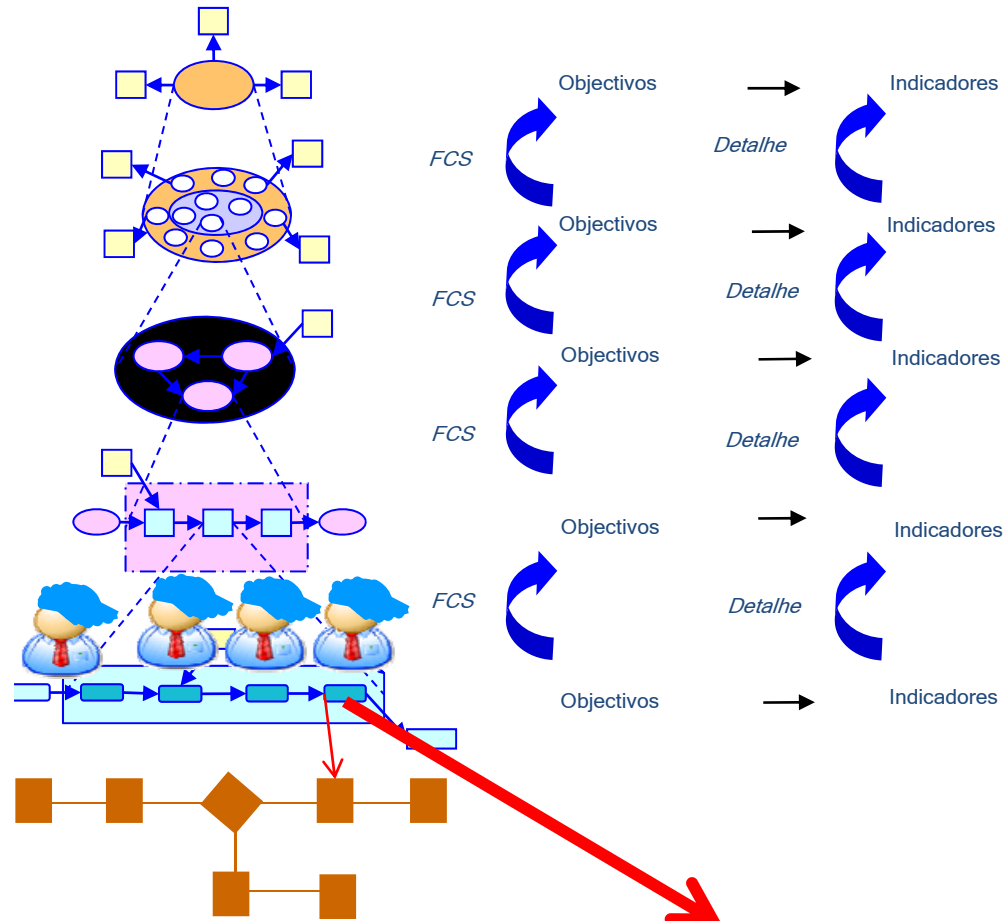 Objectivos
Indicadores
FCS
Detalhe
Objectivos
Indicadores
FCS
Detalhe
Objectivos
Indicadores
FCS
Detalhe
Objectivos
Indicadores
FCS
Detalhe
Objectivos
Indicadores